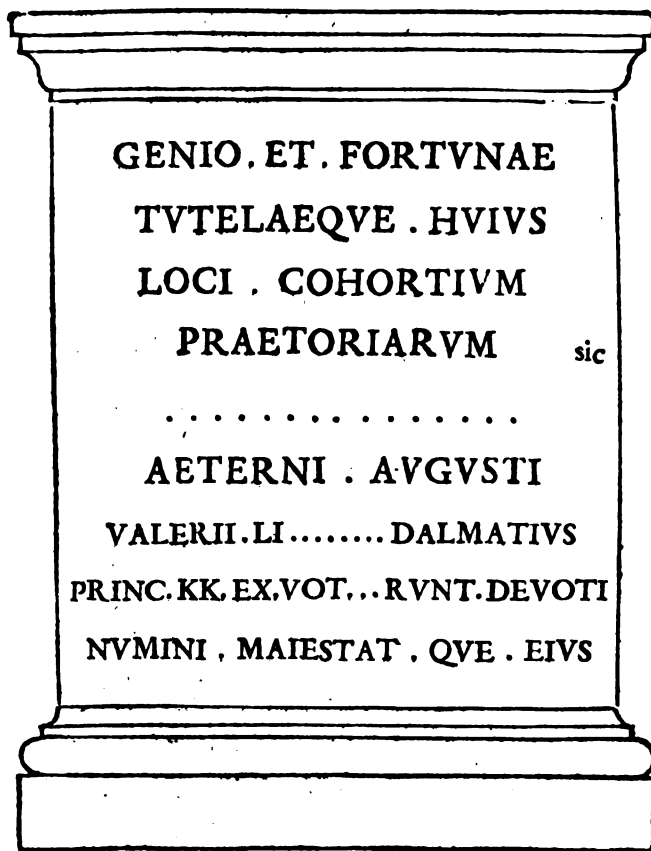 GENIO . ET . FORTVNAE
TVTELAEQVE . HVIVS
LOCI . COHORTIVM
PRAETORIARVM sic
. . . . . . . . . . . . . . .
AETERNI . AVGVSTI
VALERII . LI ........ DALMATIVS
PRINC. KK. EX. VOT... RVNT. DEVOTI
NVMINI . MAIESTAT . QVE . EIVS